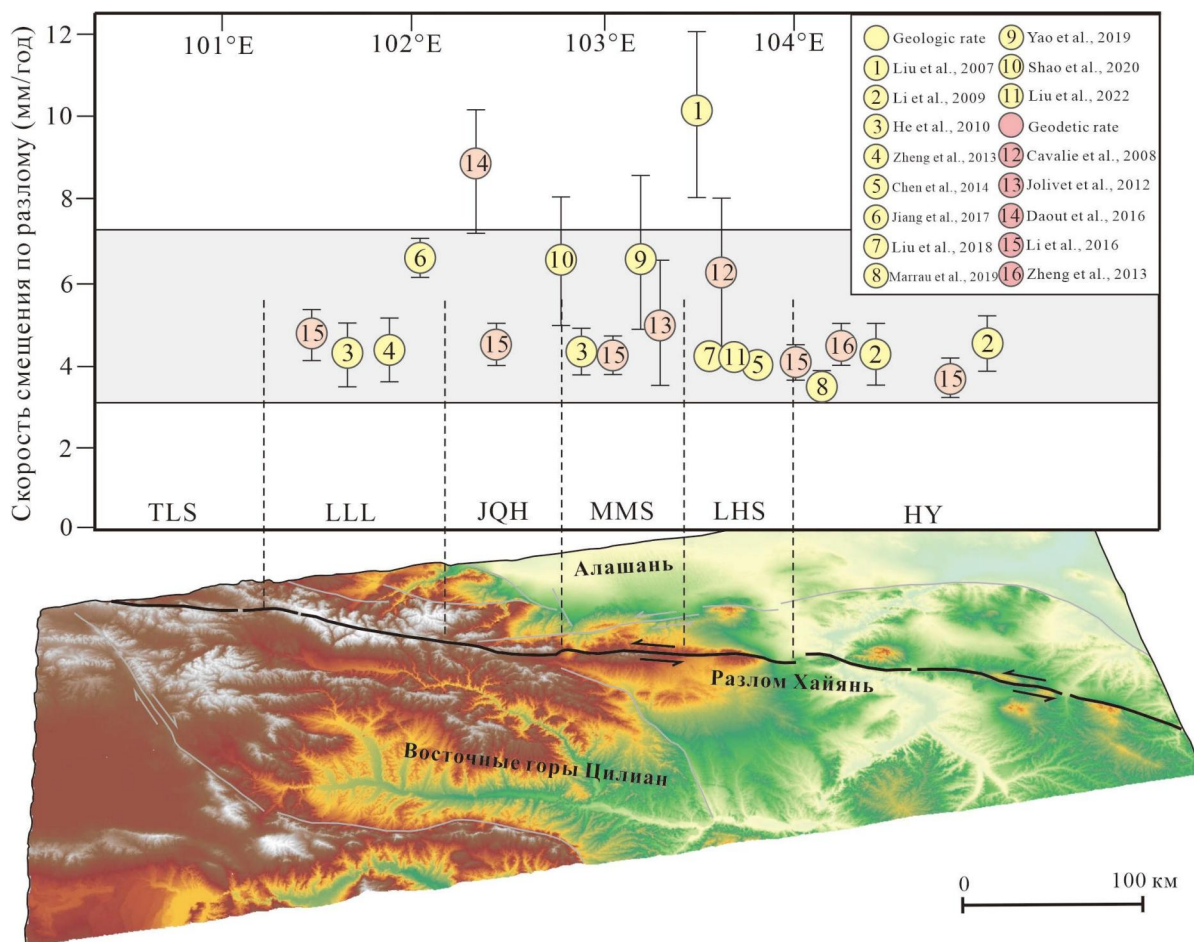 Скорость смещения по разлому (мм/год)
12
10
8
6
4
2
0
101°E
102°E
103°E
104°E
Geologic rate
1 Liu et al., 2007
2 Li et al., 2009
3 He et al., 2010
4 Zheng et al., 2013
5 Chen et al., 2014
6 Jiang et al., 2017
7 Liu et al., 2018
8 Marrau et al., 2019
9 Yao et al., 2019
10 Shao et al., 2020
11 Liu et al., 2022
Geodetic rate
12 Cavalie et al., 2008
13 Jolivet et al., 2012
14 Daout et al., 2016
15 Li et al., 2016
16 Zheng et al., 2013
15
3
4
6
14
15
10
3
15
9
13
1
12
7
11
5
15
8
16
2
15
2
TLS
LLL
JQH
MMS
LHS
HY
Алашань
Разлом Хайянь
Восточные горы Цилиан
0
100 км